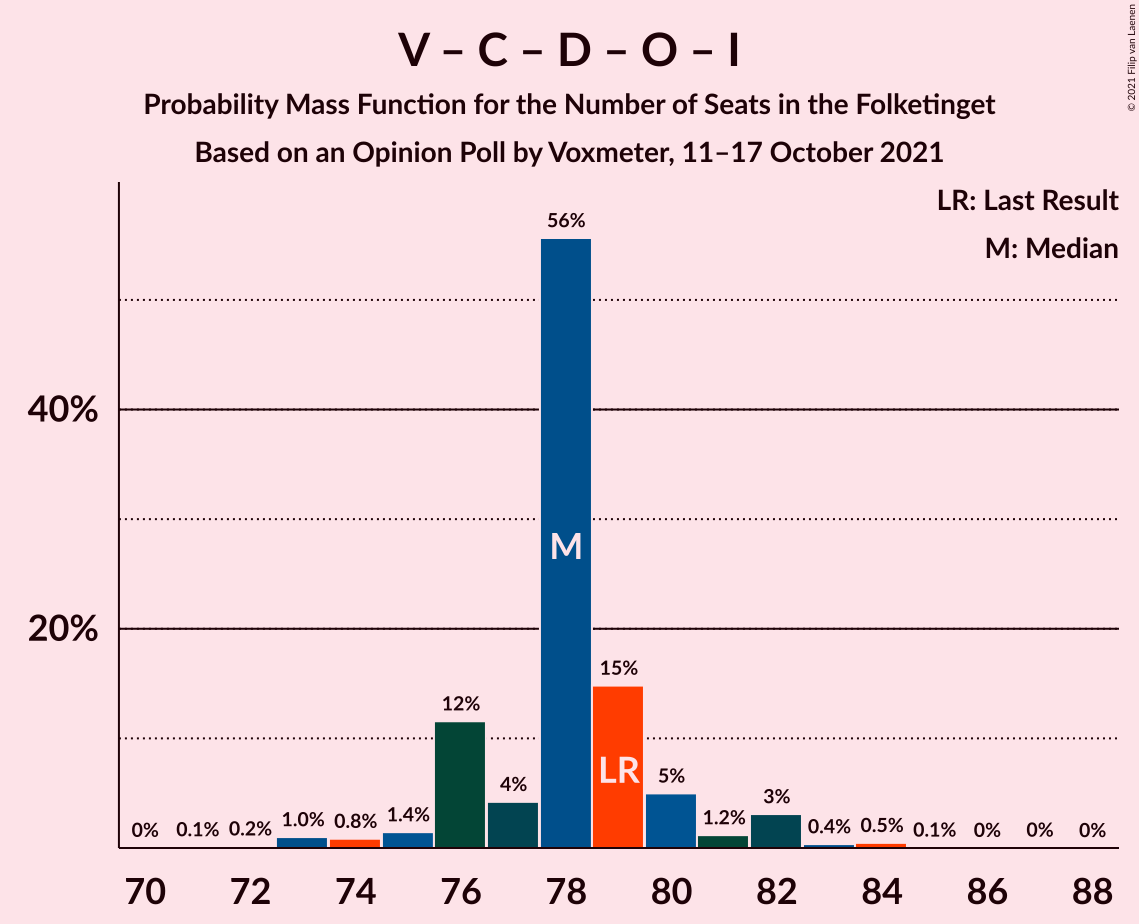 V – C – D – O – I
Probability Mass Function for the Number of Seats in the Folketinget
Based on an Opinion Poll by Voxmeter, 11–17 October 2021
© 2021 Filip van Laenen
LR: Last Result
M: Median
40%
20%
0%
0.1%
0.2%
1.0%
0.8%
1.4%
12%
4%
56%
15%
5%
1.2%
3%
0.4%
0.5%
0.1%
0%
0%
0%
M
LR
70 72 74 76 78 80 82 84 86 88